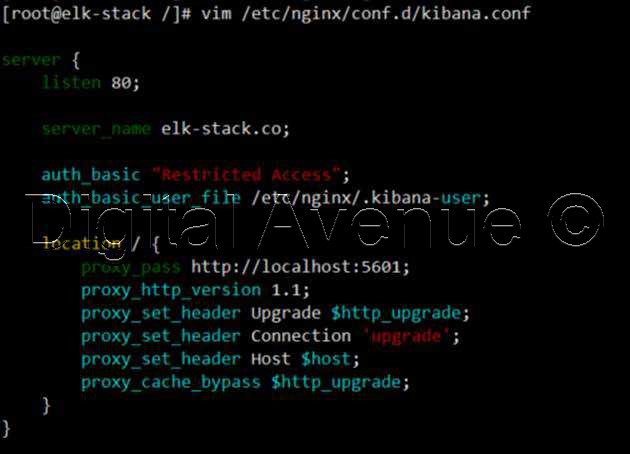 [root@elk-stack /]# vim /etc/nginx/conf.d/kibana.conf
server {
listen 80;
server_name elk-stack.co;
auth_basic "Restricted Access";
auth_basic_user_file /etc/nginx/.kibana-user;
Digital Avenue ©
location / {
proxy_pass http://localhost:5601;
proxy_http_version 1.1;
proxy_set_header Upgrade $http_upgrade;
proxy_set_header Connection 'upgrade';
proxy_set_header Host $host;
proxy_cache_bypass $http_upgrade;
}
}